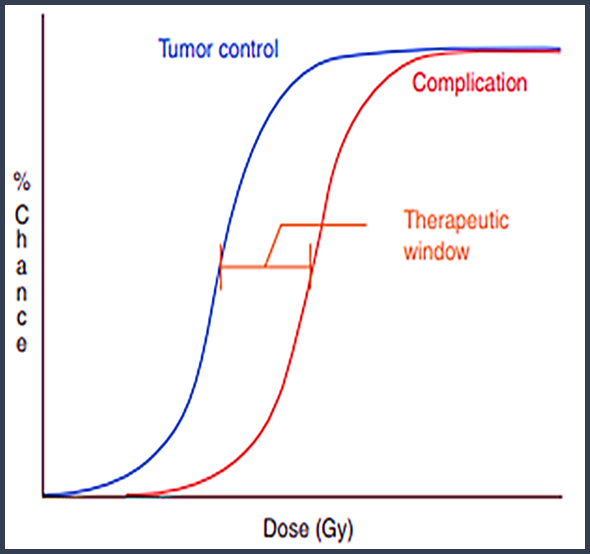 Tumor control
Complication
%
C
h
a
n
c
e
Therapeutic
window
Dose (Gy)